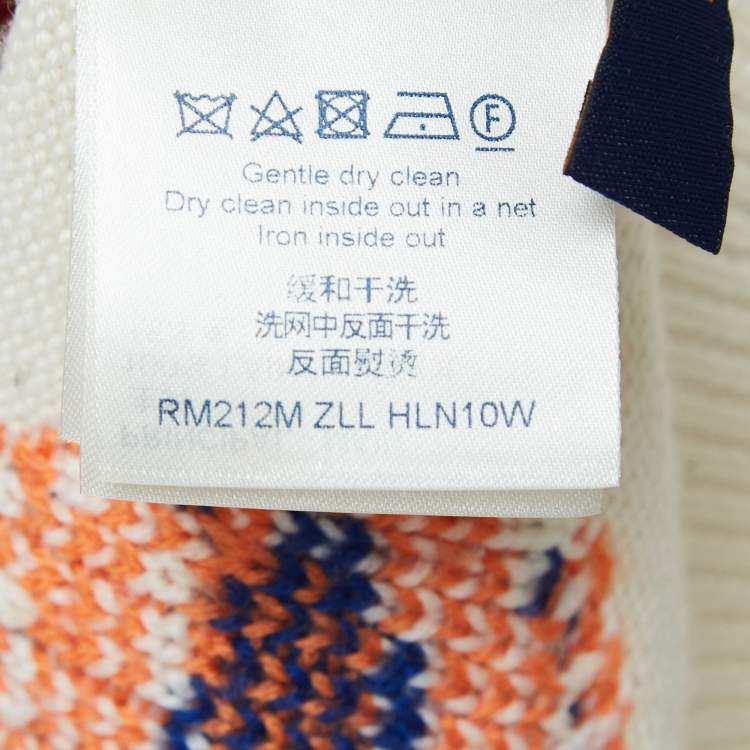 F
Gentle dry clean
Dry clean inside out in a net
Iron inside out
缓和干洗
洗网中反面干洗
反面熨烫
RM212M ZLL HLN10W